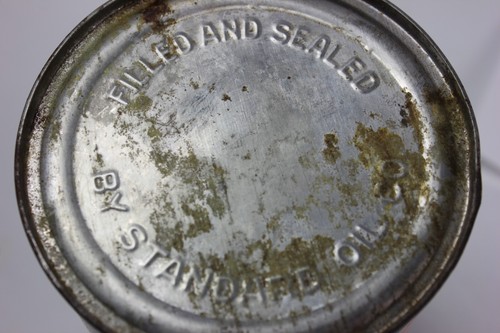 FILLED AND SEALED
BY STANDARD OIL CO